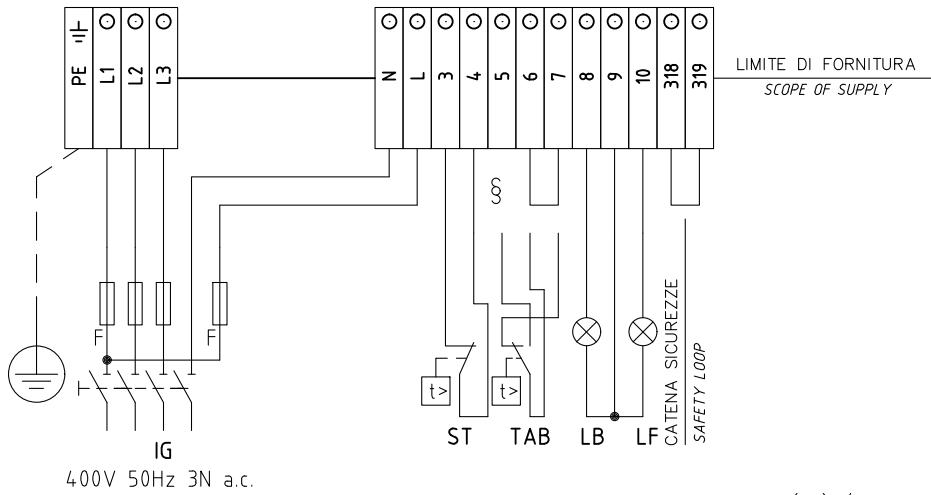 PE L1 L2 L3 N L 3 4 5 6 7 8 9 10 318 319
LIMITE DI FORNITURA
SCOPE OF SUPPLY
§
F F
t> t>
CATENA SICUREZZE
SAFETY LOOP
ST TAB LB LF
IG
400V 50Hz 3N a.c.